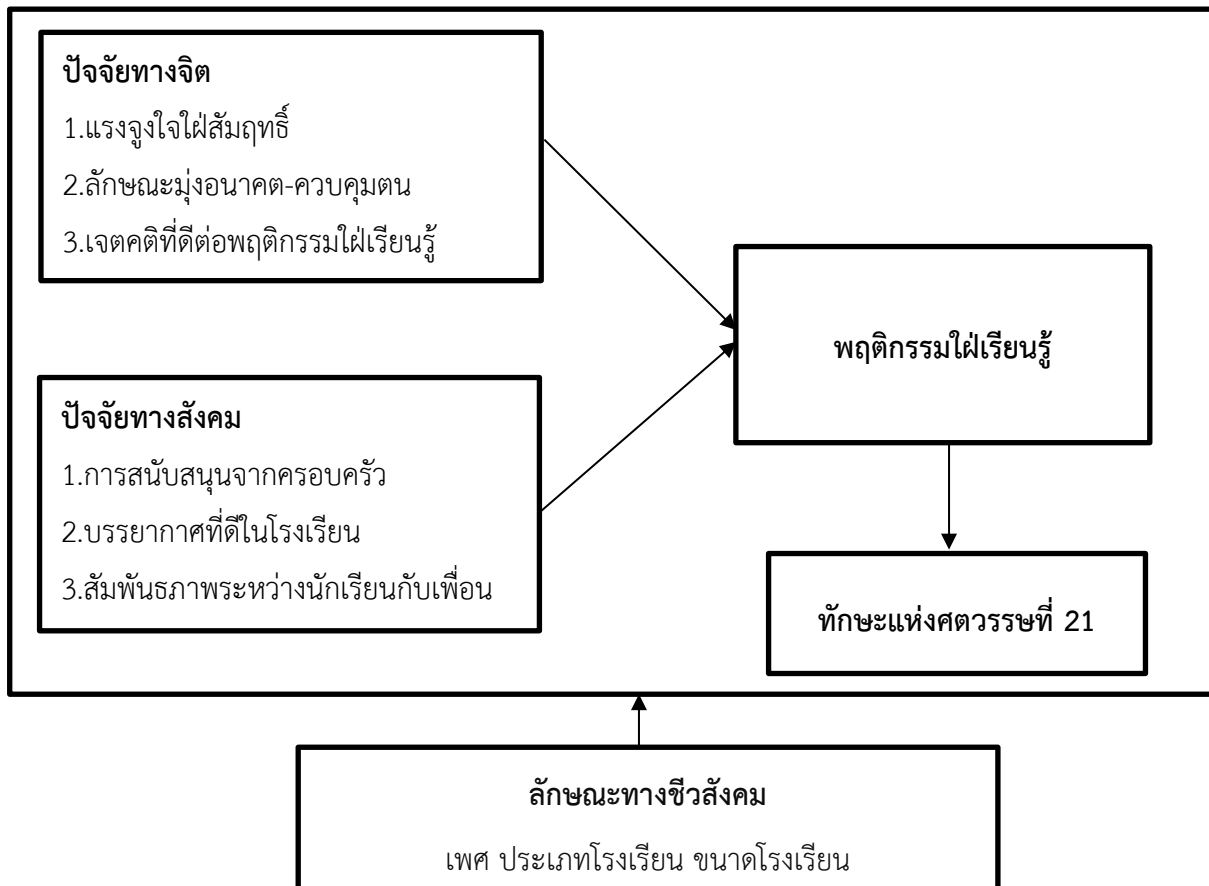 ปัจจัยทางจิต
1.แรงจูงใจใฝ่สัมฤทธิ์
2.ลักษณะมุ่งอนาคต-ควบคุมตน
3.เจตคติที่ดีต่อพฤติกรรมใฝ่เรียนรู้
ปัจจัยทางสังคม
1.การสนับสนุนจากครอบครัว
2.บรรยากาศที่ดีในโรงเรียน
3.สัมพันธภาพระหว่างนักเรียนกับเพื่อน
พฤติกรรมใฝ่เรียนรู้
ทักษะแห่งศตวรรษที่ 21
ลักษณะทางชีวสังคม
เพศ ประเภทโรงเรียน ขนาดโรงเรียน